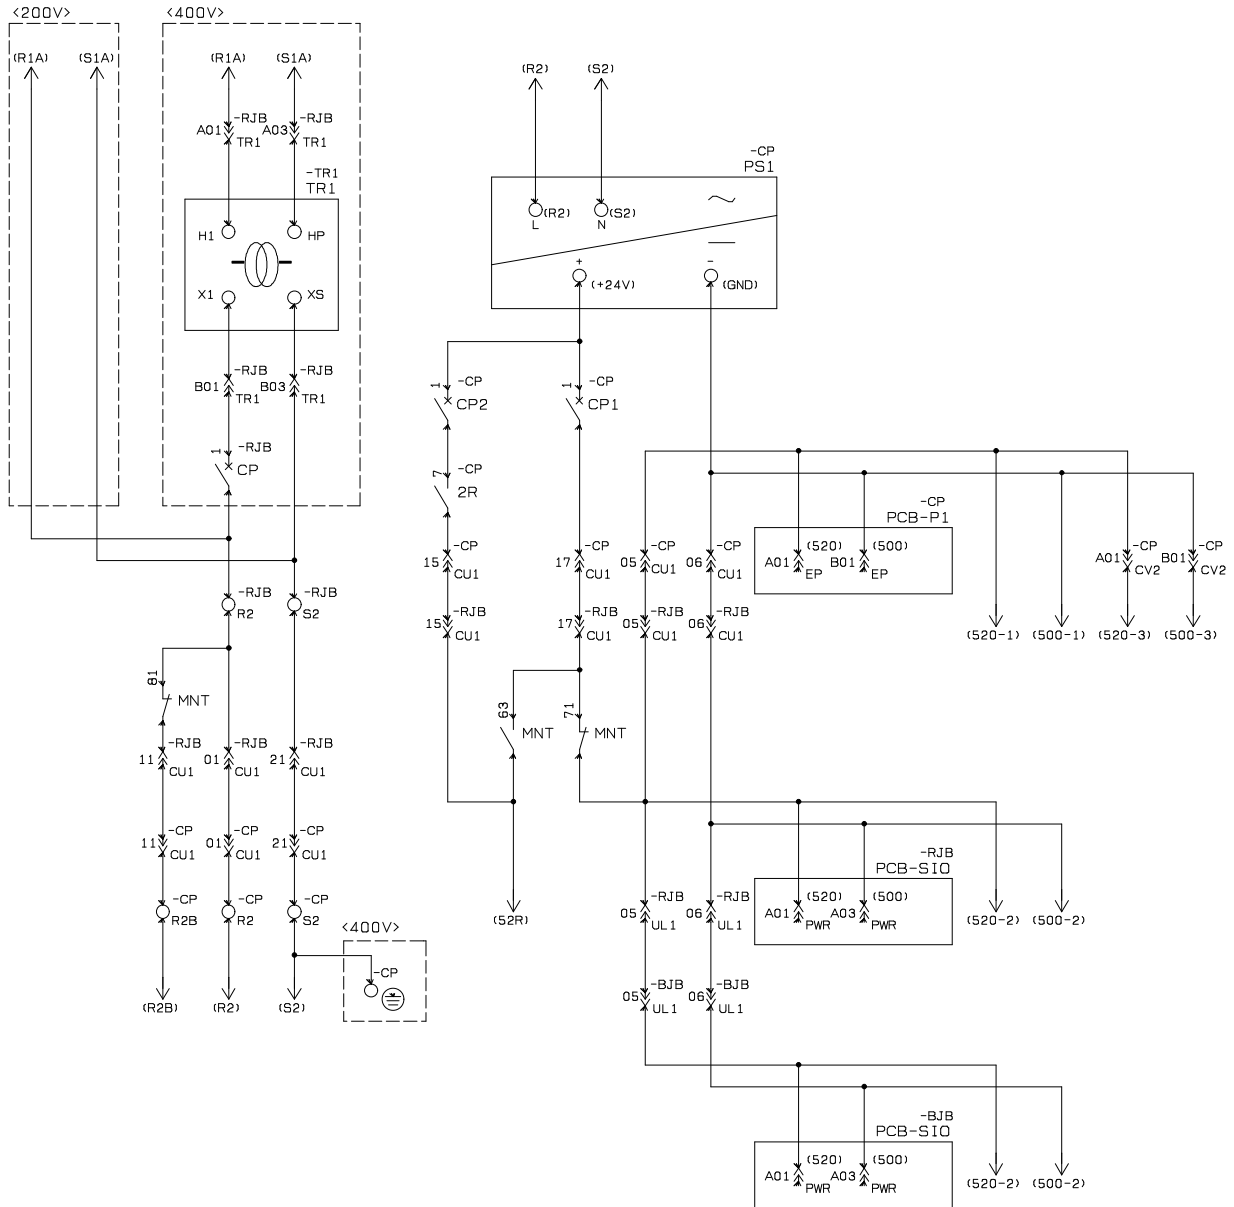 <200V>
<400V>
(R1A)
(S1A)
(R1A)
(S1A)
(R2)
(S2)
-RJB
A01
TR1
-RJB
A03
TR1
-TR1
TR1
H1
HP
X1
XS
-CP
PS1
(R2)
L
(S2)
N
+
(+24V)
-
(GND)
-RJB
B01
TR1
-RJB
B03
TR1
1
-RJB
CP
1
-CP
CP2
1
-CP
CP1
7
-CP
2R
-CP
PCB-P1
-CP
15
CU1
-CP
17
CU1
-CP
05
CU1
-CP
06
CU1
(520)
A01
EP
(500)
B01
EP
-CP
A01
CV2
-CP
B01
CV2
-RJB
R2
-RJB
S2
-RJB
15
CU1
-RJB
17
CU1
-RJB
05
CU1
-RJB
06
CU1
(520-1)
(500-1)
(520-3)
(500-3)
81
MNT
63
MNT
71
MNT
-RJB
11
CU1
-RJB
01
CU1
-RJB
21
CU1
-CP
11
CU1
-CP
01
CU1
-CP
21
CU1
-RJB
PCB-SIO
-CP
R2B
-CP
R2
-CP
S2
(52R)
-RJB
05
UL1
-RJB
06
UL1
(520)
A01
PWR
(500)
A03
PWR
(520-2)
(500-2)
<400V>
-CP
(R2B)
(R2)
(S2)
-BJB
05
UL1
-BJB
06
UL1
-BJB
PCB-SIO
(520)
A01
PWR
(500)
A03
PWR
(520-2)
(500-2)